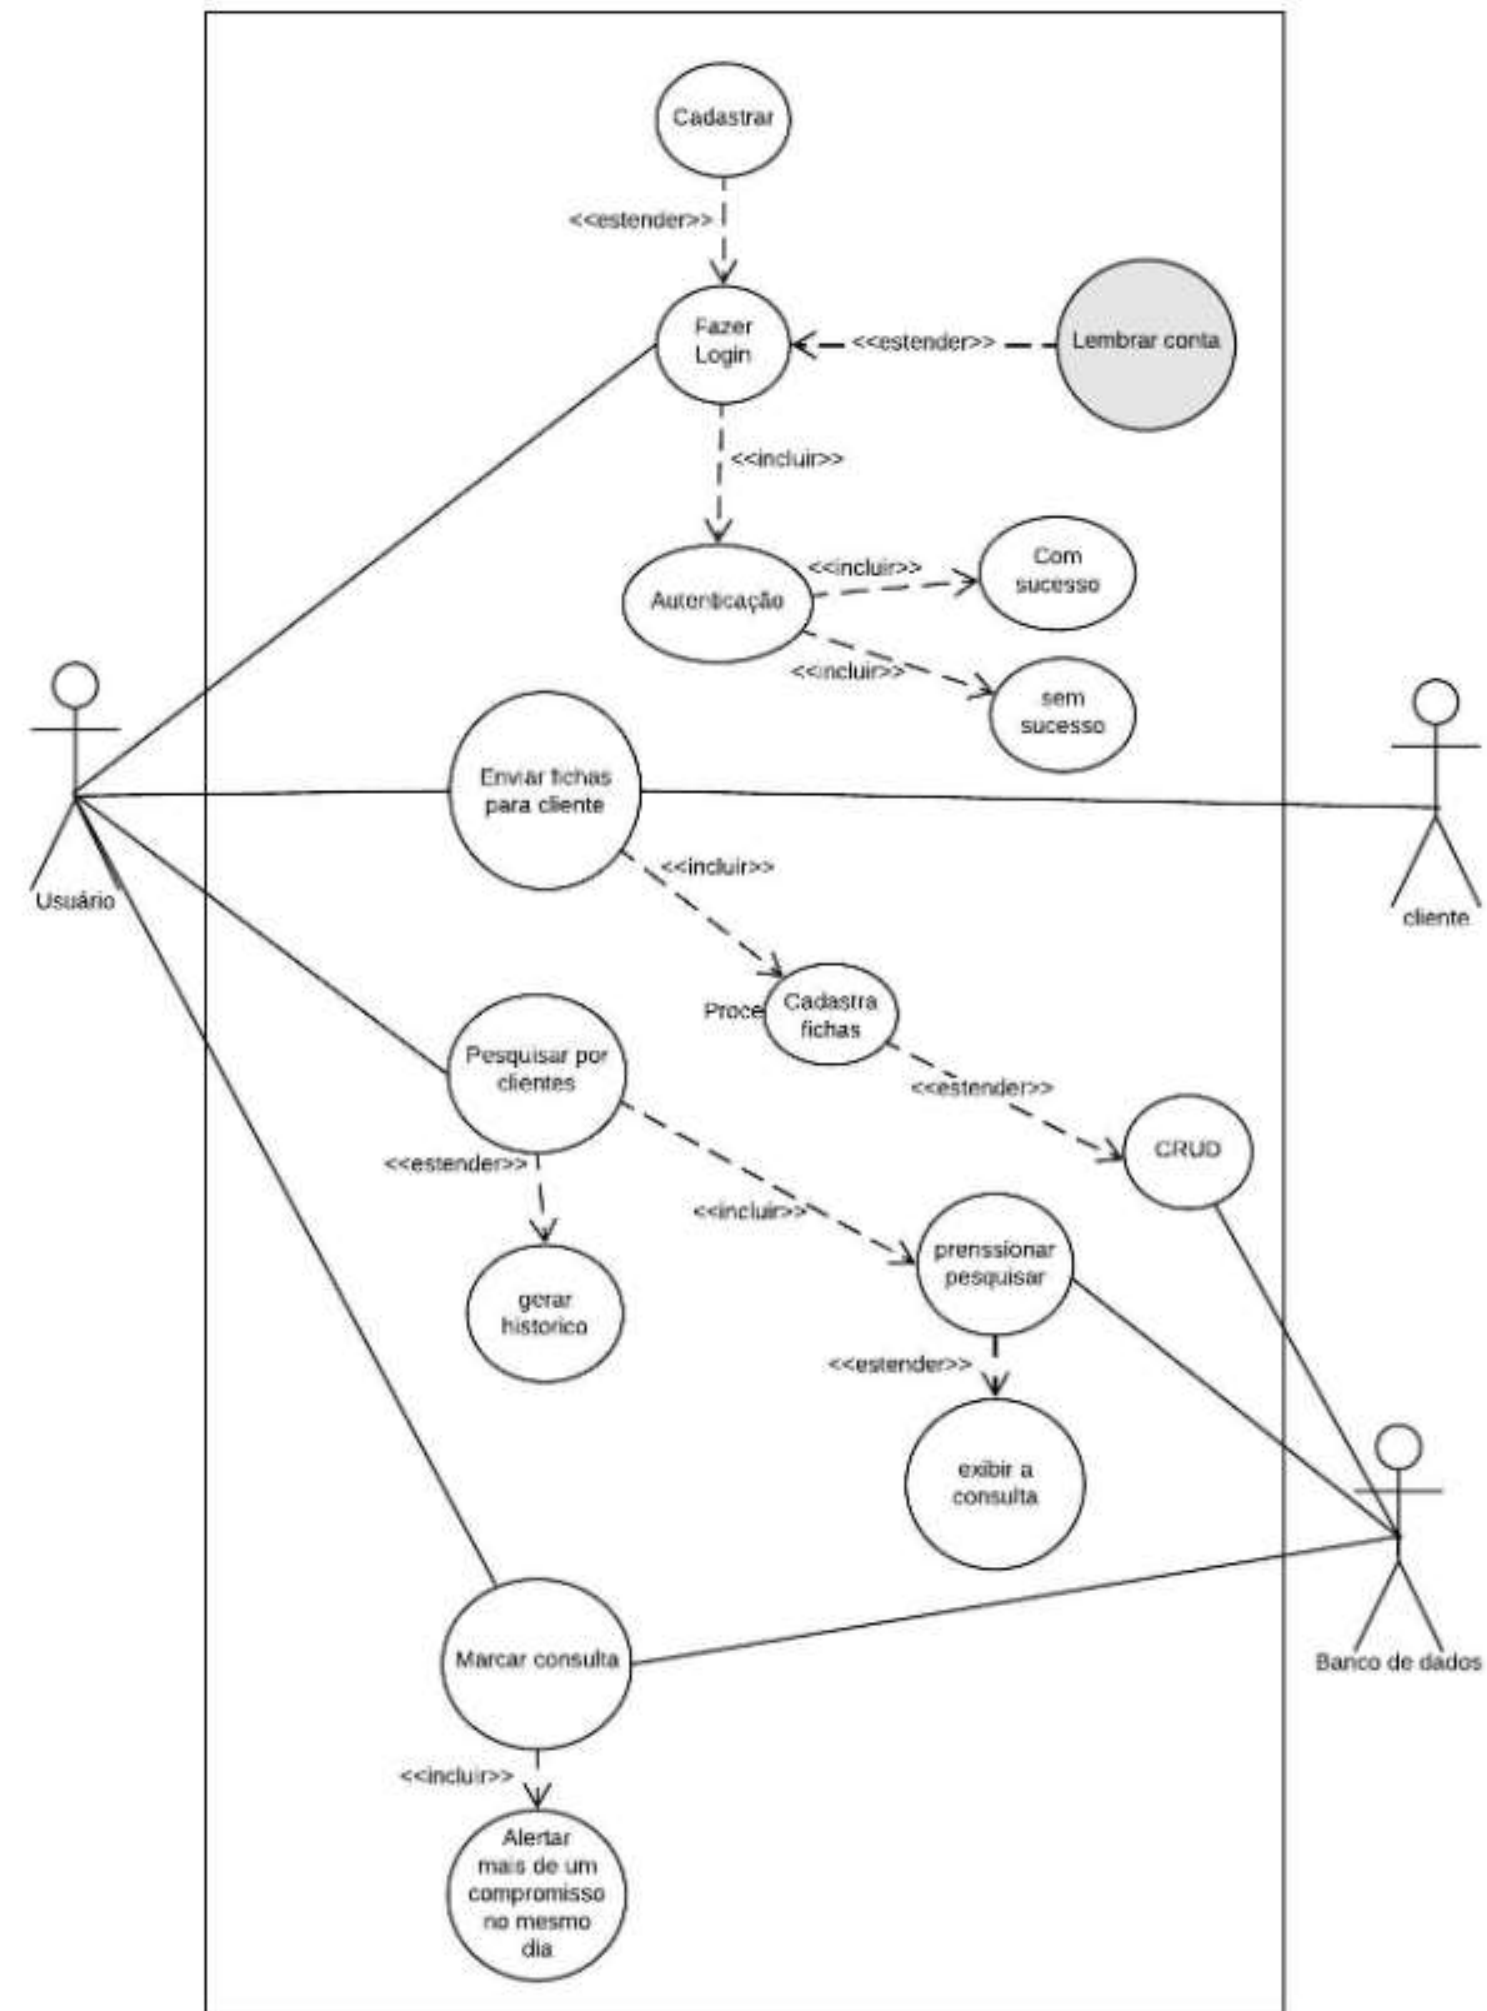 Cadastrar
<<estender>>
Fazer
Login
<<estender>>
Lembrar conta
<<incluir>>
Autenticação
<<incluir>>
Com
sucesso
<<incluir>>
sem
sucesso
Enviar fichas
para cliente
<<incluir>>
Usuário
cliente
Proce
Cadastra
fichas
Pesquisar por
clientes
<<estender>>
CRUD
<<estender>>
<<incluir>>
prenssionar
pesquisar
gerar
historico
<<estender>>
exibir a
consulta
Marcar consulta
Banco de dados
<<incluir>>
Alertar
mais de um
compromisso
no mesmo
dia